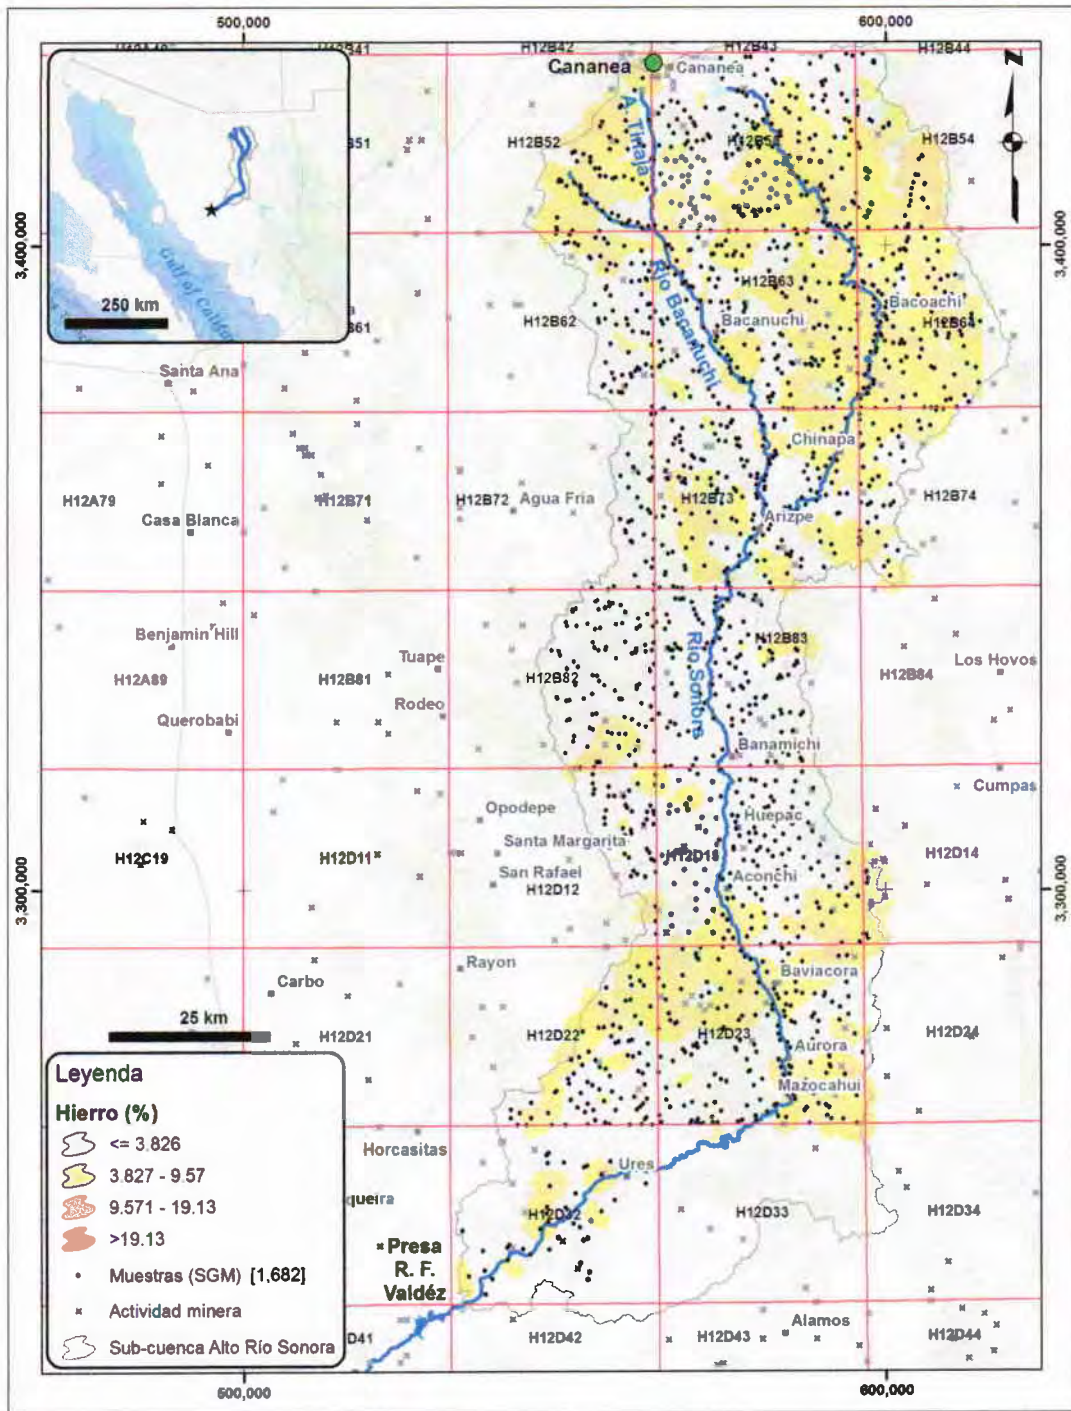 500,000
600,000
H12B41
H12B42
H12B43
H12B44
Cananea
Cananea
A. Tinaja
H12B52
H12B54
Gulf of California
250 km
3,400,000
3,400,000
Río Bacanuchi
H12B63
Bacoachi
H12B62
Bacanuchi
H12B64
Santa Ana
Chinapa
H12A79
H12B71
H12B72
Agua Fria
H12B73
H12B74
Casa Blanca
Arizpe
Benjamin Hill
H12B83
Tuape
Los Hoyos
H12A89
H12B81
H12B82
H12B84
Rodeo
Río Sonora
Querobabi
Banamichi
Cumpas
Opodepe
Huepac
Santa Margarita
H12C19
H12D11
H12D14
San Rafael
H12D12
Aconchi
3,300,000
3,300,000
Rayon
Baviacora
Carbo
25 km
H12D21
H12D22
H12D23
H12D24
Aurora
Mazocahui
Leyenda
Hierro (%)
<= 3.826
3.827 - 9.57
9.571 - 19.13
>19.13
Muestras (SGM) [1,682]
Actividad minera
Sub-cuenca Alto Río Sonora
Horcasitas
Ures
queira
H12D32
H12D33
H12D34
Presa
R. F.
Valdéz
D41
H12D42
H12D43
Alamos
H12D44
500,000
600,000